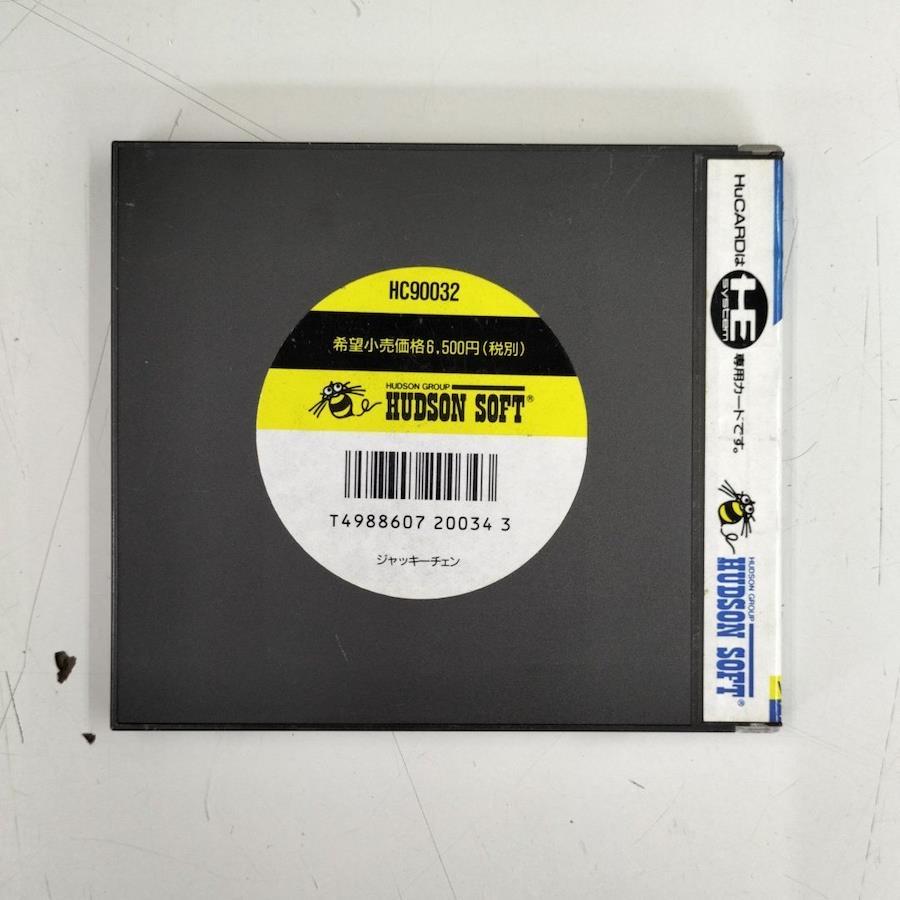 HC90032
希望小売価格6,500円(税別)
HUDSON GROUP
HUDSON SOFT®
T4988607 20034 3
ジャッキーチェン
HuCARDは
HE
SYSTEM
専用カードです。
HUDSON GROUP
HUDSON SOFT®